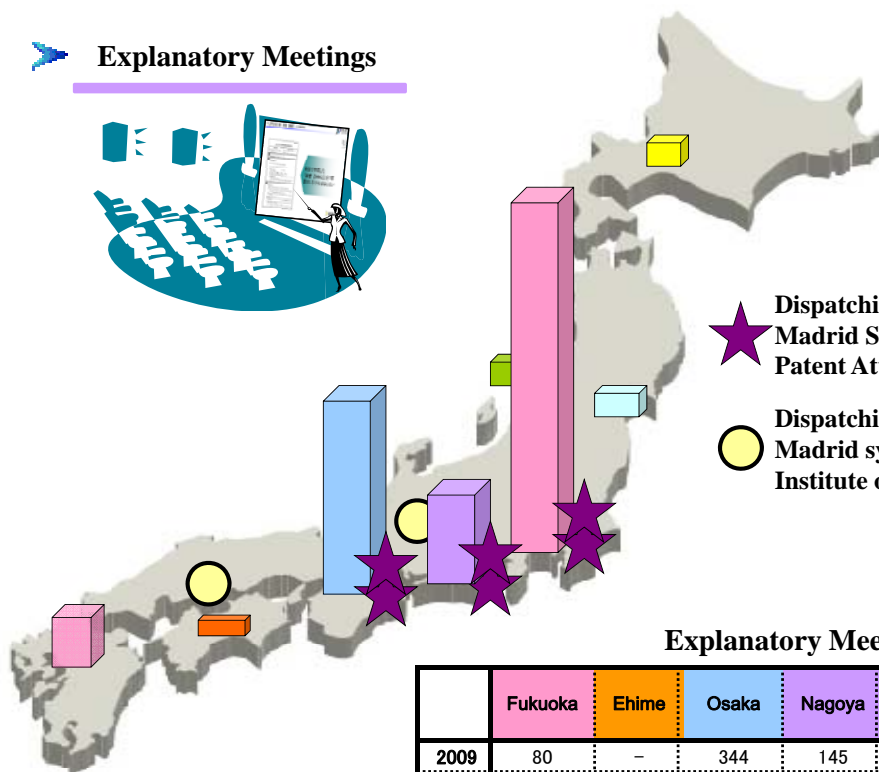 Explanatory Meetings
Dispatchi
Madrid S
Patent At
Dispatchi
Madrid sy
Institute o
Explanatory Mee
Fukuoka Ehime Osaka Nagoya
2009 80 - 344 145